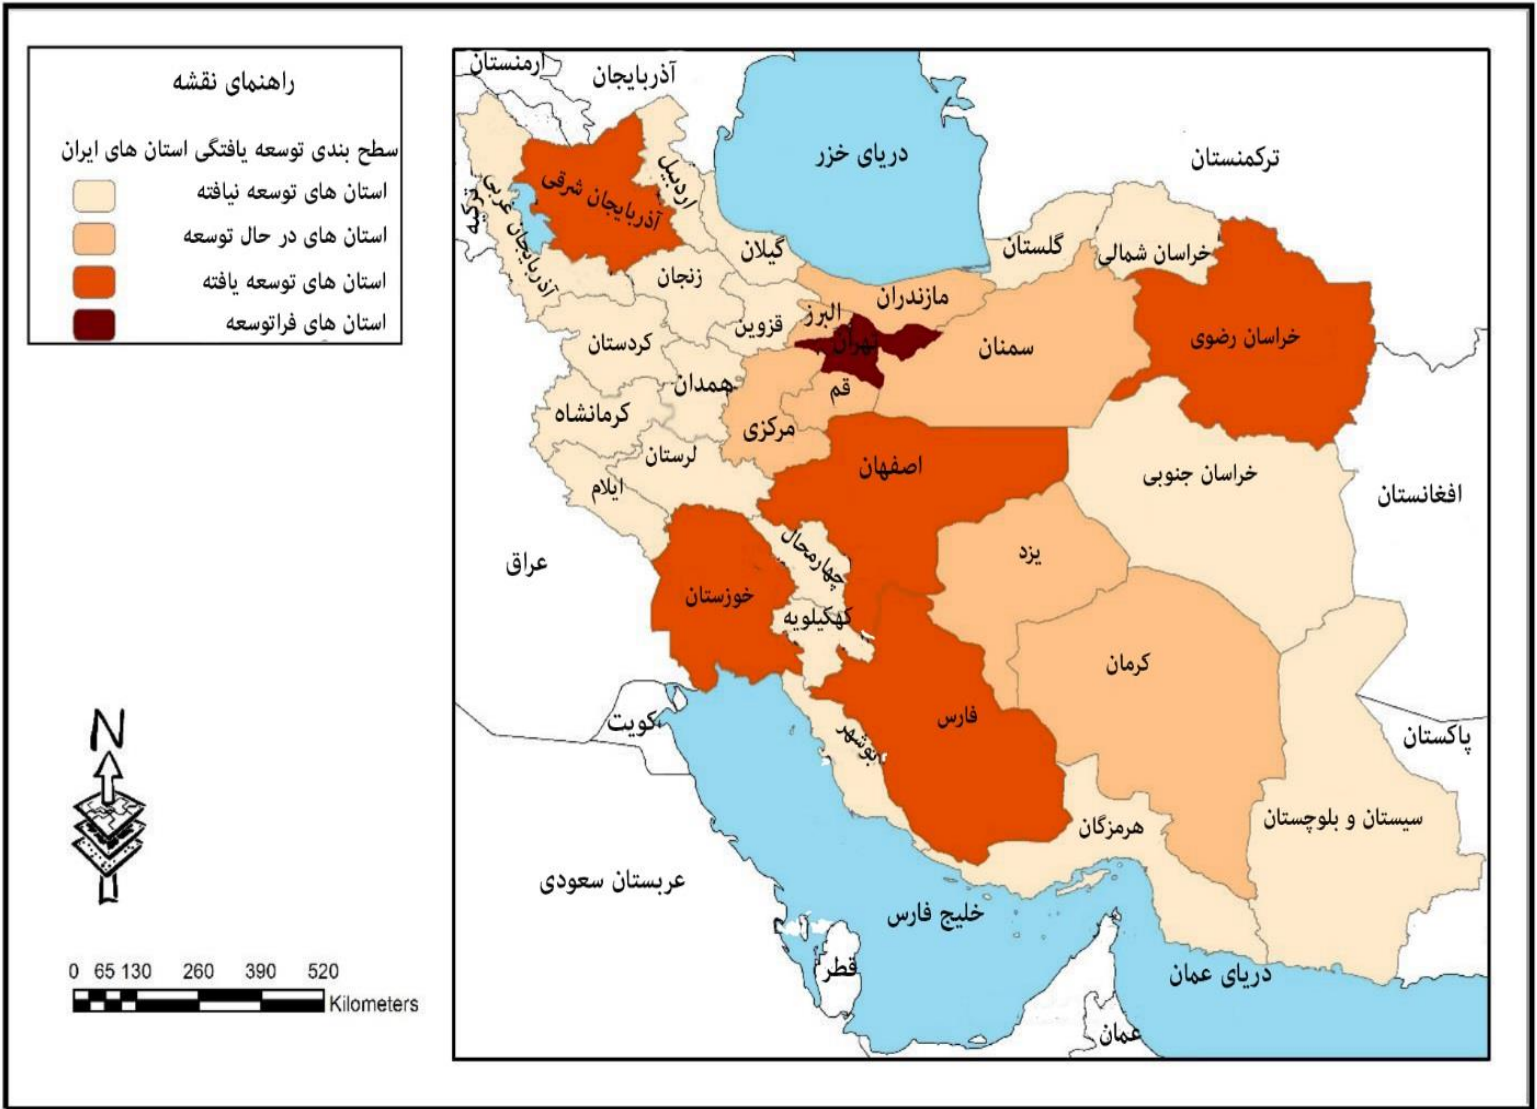 راهنمای نقشه
سطح بندی توسعه یافتگی استان های ایران
استان های توسعه نیافته
استان های در حال توسعه
استان های توسعه یافته
استان های فراتوسعه
ارمنستان
آذربایجان
دریای خزر
ترکمنستان
ترکیه
آذربایجان غربی
آذربایجان شرقی
اردبیل
گیلان
گلستان
خراسان شمالی
زنجان
مازندران
البرز
قزوین
تهران
سمنان
خراسان رضوی
کردستان
همدان
قم
کرمانشاه
مرکزی
لرستان
اصفهان
خراسان جنوبی
ایلام
افغانستان
عراق
چهارمحال
یزد
خوزستان
کهکیلویه
کرمان
کویت
فارس
بوشهر
پاکستان
هرمزگان
سیستان و بلوچستان
عربستان سعودی
خلیج فارس
قطر
دریای عمان
عمان
N
0 65 130 260 390 520
Kilometers